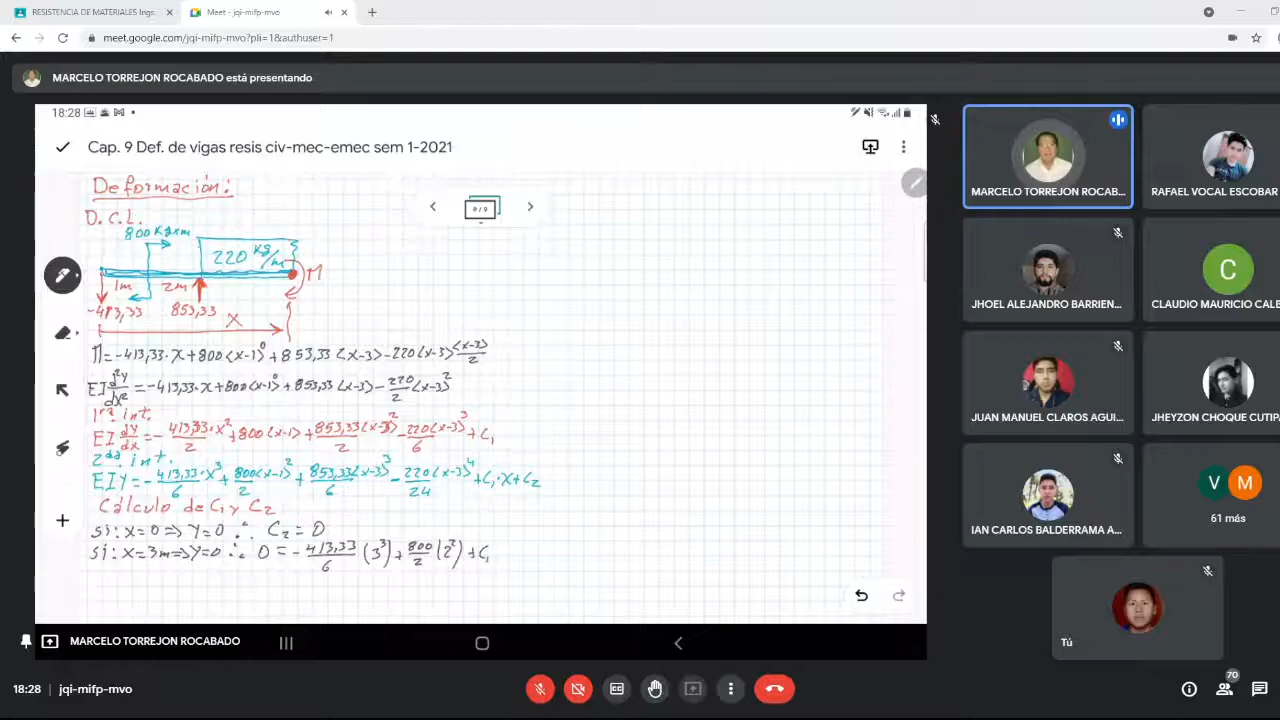 RESISTENCIA DE MATERIALES Ings.
Meet - jqi-mifp-mvo
meet.google.com/jqi-mifp-mvo?pli=1&authuser=1
MARCELO TORREJON ROCABADO está presentando
18:28
Cap. 9 Def. de vigas resis civ-mec-emec sem 1-2021
9/9
Deformación:
D.C.L.
800 Kgxm
220 Kg/m
M
1m 2m
-413,33 853,33
X
M=-413,33·x+800<x-1>⁰+853,33<x-3>-220<x-3><x-3>/2
EI d²y/dx²=-413,33·x+800<x-1>⁰+853,33<x-3>-220/2<x-3>²
1ra int.
EI dy/dx=-413,33·x²/2+800<x-1>+853,33<x-3>²/2-220<x-3>³/6+C₁
2da int.
EIY=-413,33·x³/6+800<x-1>²/2+853,33<x-3>³/6-220<x-3>⁴/24+C₁·x+C₂
Cálculo de C₁ y C₂
si: x=0=>Y=0 ∴ C₂=0
si: x=3m=>Y=0 ∴ 0=-413,33/6(3³)+800/2(2²)+C₁
MARCELO TORREJON ROCABADO
MARCELO TORREJON ROCAB...
RAFAEL VOCAL ESCOBAR
JHOEL ALEJANDRO BARRIEN...
C
CLAUDIO MAURICIO CALE
JUAN MANUEL CLAROS AGUI...
JHEYZON CHOQUE CUTIPA
IAN CARLOS BALDERRAMA A...
V M
61 más
Tú
18:28 | jqi-mifp-mvo
70